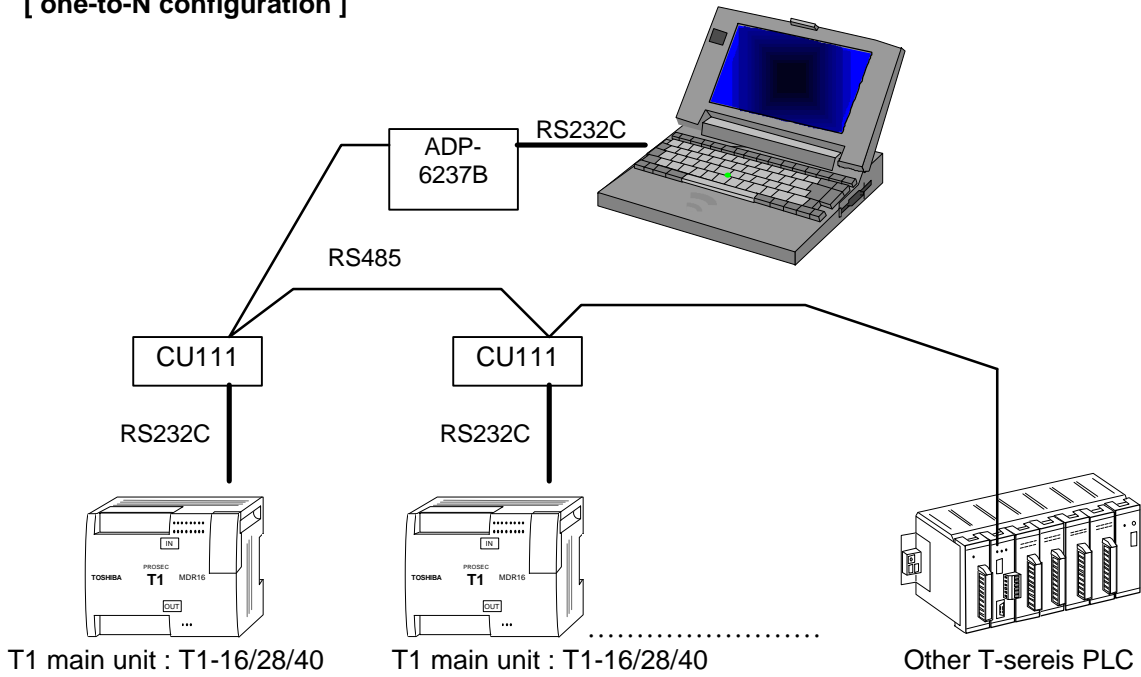 [ one-to-N configuration ]
ADP-
6237B
RS232C
RS485
CU111
CU111
RS232C
RS232C
IN
PROSEC
TOSHIBA T1 MDR16
OUT
IN
PROSEC
TOSHIBA T1 MDR16
OUT
T1 main unit : T1-16/28/40
T1 main unit : T1-16/28/40
Other T-sereis PLC